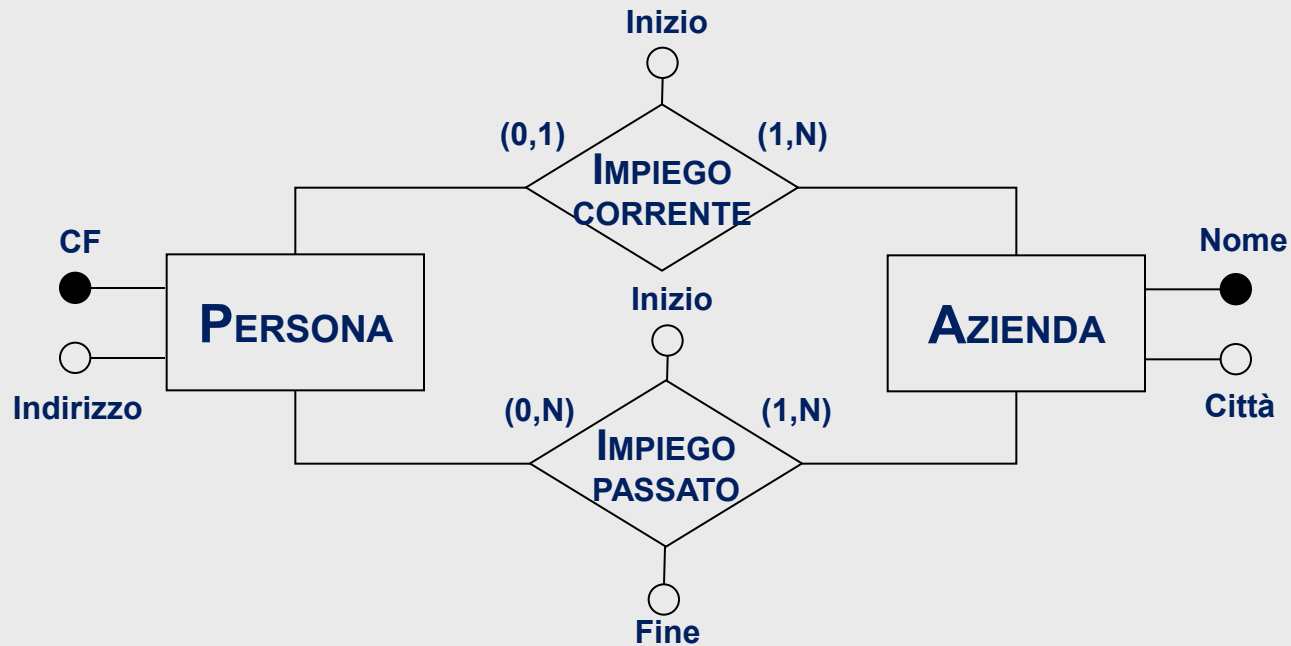 Inizio
(0,1)
(1,N)
IMPIEGO
CORRENTE
CF
Nome
PERSONA
AZIENDA
Inizio
Indirizzo
Città
(0,N)
(1,N)
IMPIEGO
PASSATO
Fine